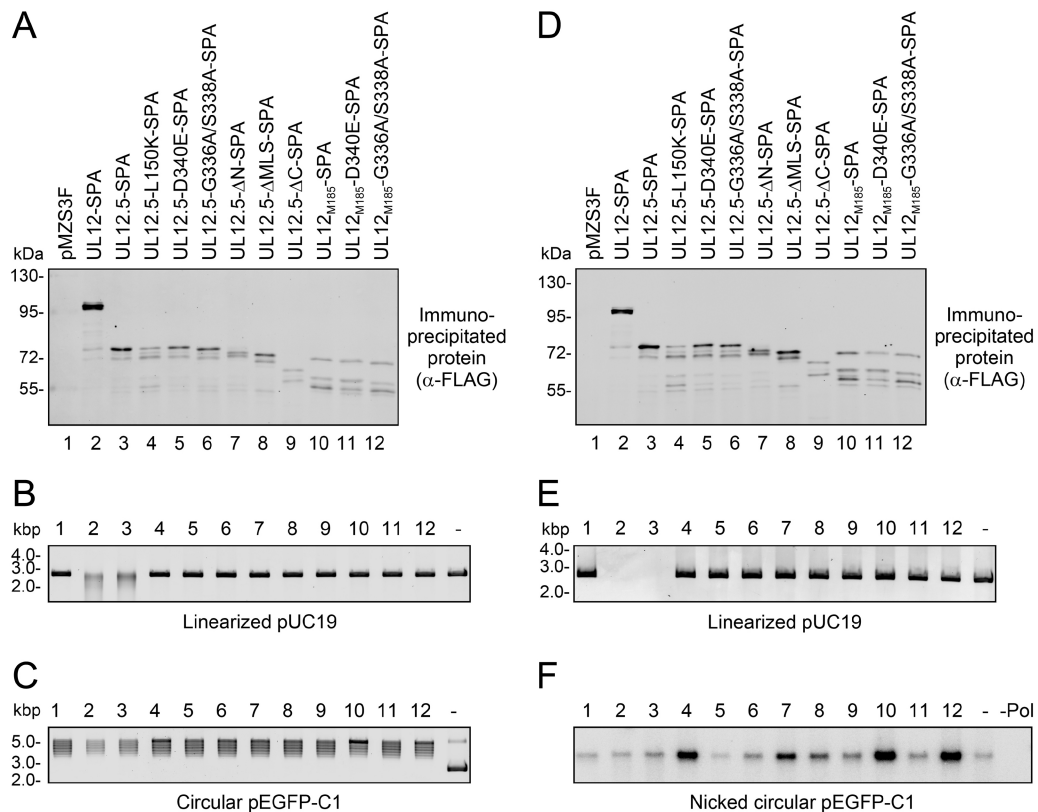 A
pMZS3F
UL12-SPA
UL12.5-SPA
UL12.5-L150K-SPA
UL12.5-D340E-SPA
UL12.5-G336A/S338A-SPA
UL12.5-ΔN-SPA
UL12.5-ΔMLS-SPA
UL12.5-ΔC-SPA
UL12M185-SPA
UL12M185-D340E-SPA
UL12M185-G336A/S338A-SPA
kDa
130-
95-
72-
55-
Immuno-
precipitated
protein
(α-FLAG)
1 2 3 4 5 6 7 8 9 10 11 12
B
kbp 1 2 3 4 5 6 7 8 9 10 11 12 -
4.0-
3.0-
2.0-
Linearized pUC19
C
kbp 1 2 3 4 5 6 7 8 9 10 11 12 -
5.0-
3.0-
2.0-
Circular pEGFP-C1
D
pMZS3F
UL12-SPA
UL12.5-SPA
UL12.5-L150K-SPA
UL12.5-D340E-SPA
UL12.5-G336A/S338A-SPA
UL12.5-ΔN-SPA
UL12.5-ΔMLS-SPA
UL12.5-ΔC-SPA
UL12M185-SPA
UL12M185-D340E-SPA
UL12M185-G336A/S338A-SPA
kDa
130-
95-
72-
55-
Immuno-
precipitated
protein
(α-FLAG)
1 2 3 4 5 6 7 8 9 10 11 12
E
kbp 1 2 3 4 5 6 7 8 9 10 11 12 -
4.0-
3.0-
2.0-
Linearized pUC19
F
1 2 3 4 5 6 7 8 9 10 11 12 - -Pol
Nicked circular pEGFP-C1